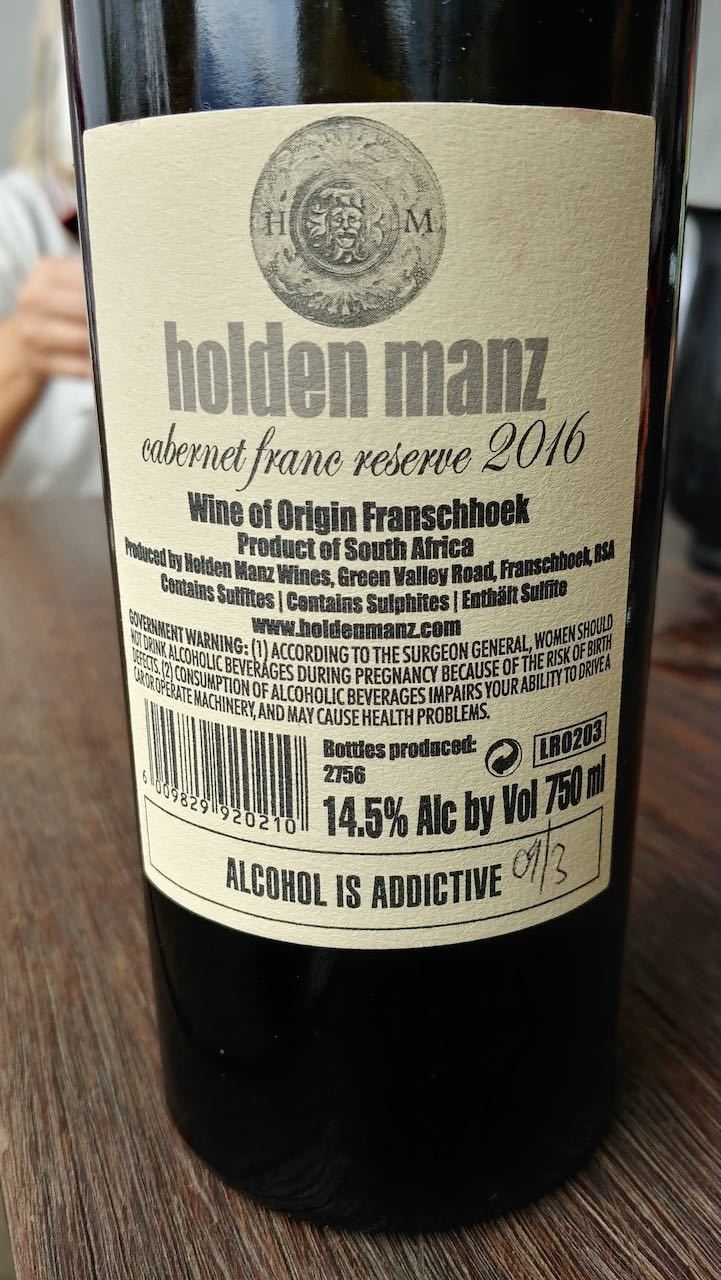 H M
holden manz
cabernet franc reserve 2016
Wine of Origin Franschhoek
Product of South Africa
Produced by Holden Manz Wines, Green Valley Road, Franschhoek, RSA
Contains Sulfites | Contains Sulphites | Enthält Sulfite
www.holdenmanz.com
GOVERNMENT WARNING: (1) ACCORDING TO THE SURGEON GENERAL, WOMEN SHOULD
NOT DRINK ALCOHOLIC BEVERAGES DURING PREGNANCY BECAUSE OF THE RISK OF BIRTH
DEFECTS. (2) CONSUMPTION OF ALCOHOLIC BEVERAGES IMPAIRS YOUR ABILITY TO DRIVE A
CAR OR OPERATE MACHINERY, AND MAY CAUSE HEALTH PROBLEMS.
Bottles produced:
2756
LR0203
6 009829 920210
14.5% Alc by Vol 750 ml
ALCOHOL IS ADDICTIVE